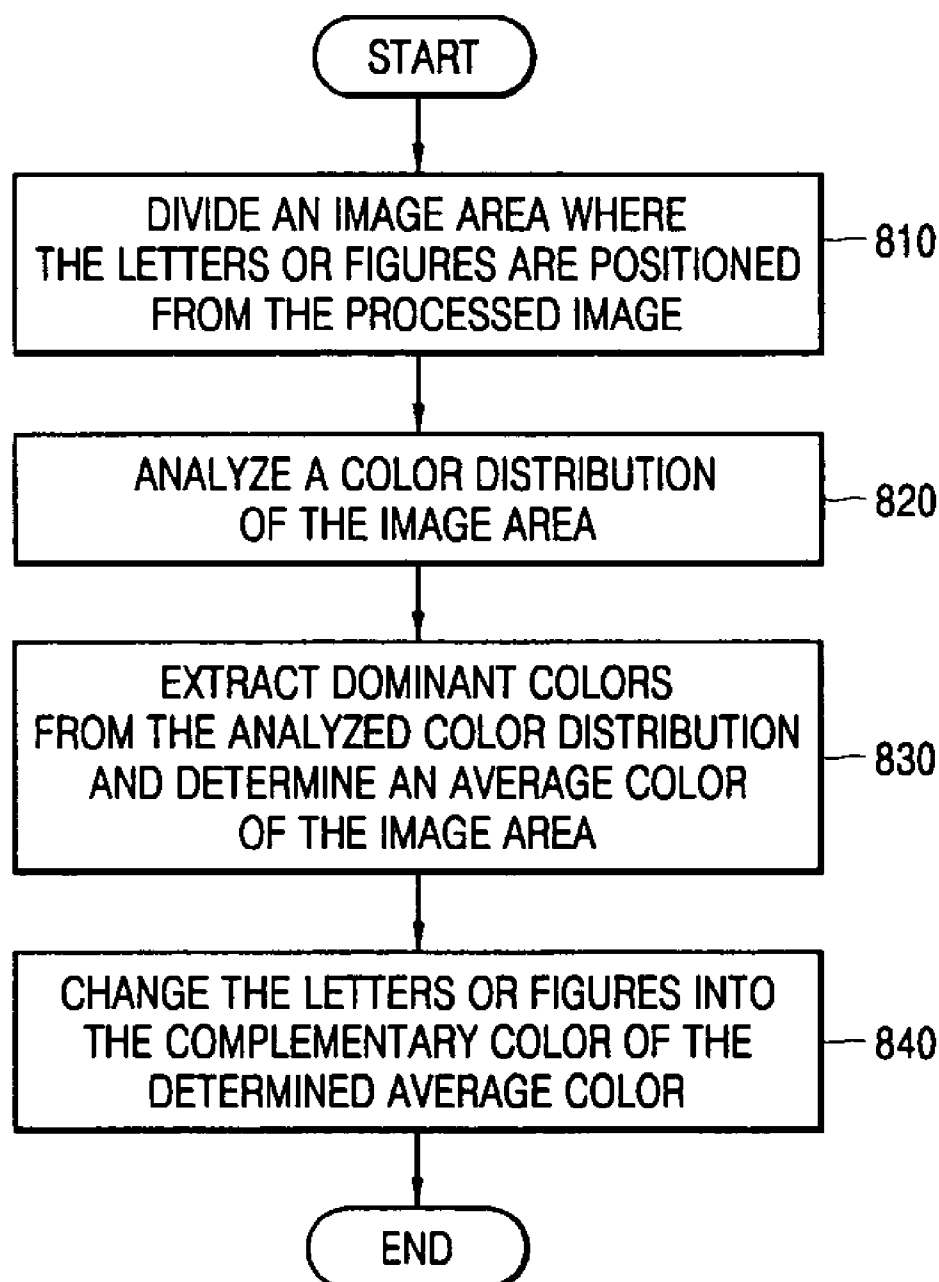 START
DIVIDE AN IMAGE AREA WHERE
THE LETTERS OR FIGURES ARE POSITIONED
FROM THE PROCESSED IMAGE
810
ANALYZE A COLOR DISTRIBUTION
OF THE IMAGE AREA
820
EXTRACT DOMINANT COLORS
FROM THE ANALYZED COLOR DISTRIBUTION
AND DETERMINE AN AVERAGE COLOR
OF THE IMAGE AREA
830
CHANGE THE LETTERS OR FIGURES INTO
THE COMPLEMENTARY COLOR OF THE
DETERMINED AVERAGE COLOR
840
END